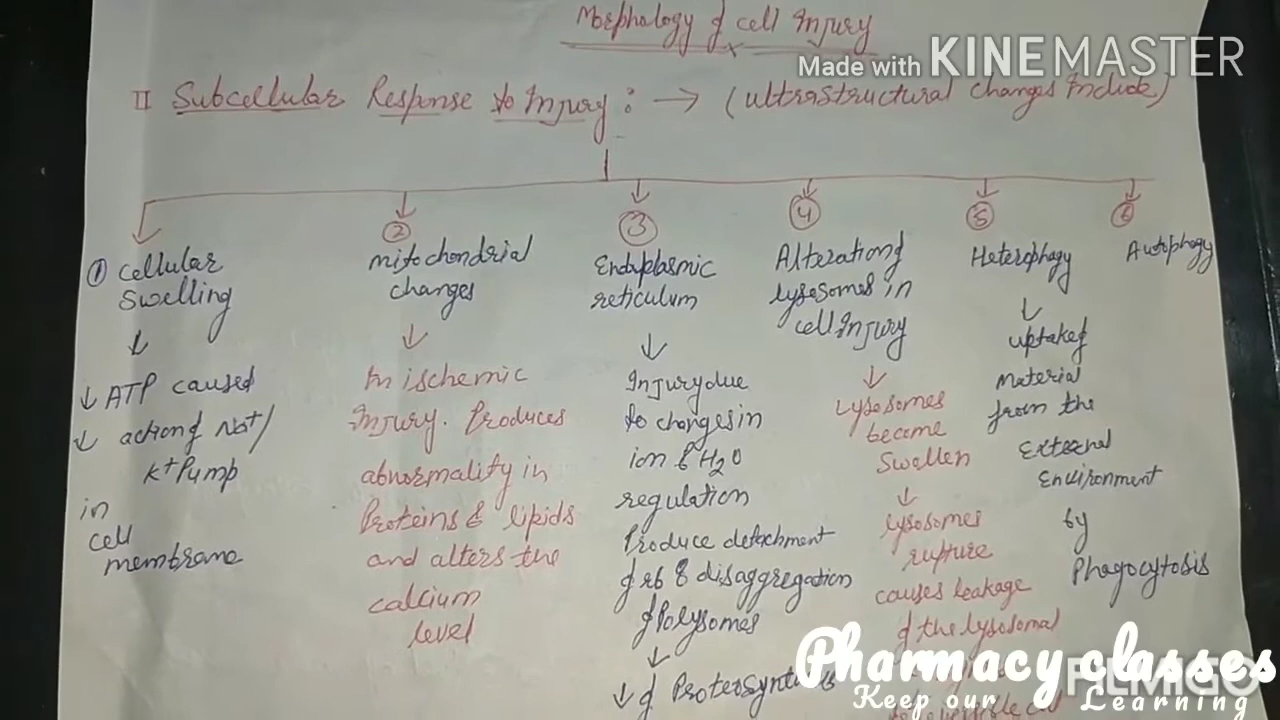 Morphology of cell Injury
Made with KINEMASTER
II Subcellular Response to Injury : → (ultrastructural changes Include)
① cellular
swelling
↓
↓ ATP caused
↓ action of Na+/
K+ Pump
in
cell
membrane
②
mitochondrial
changes
↓
In ischemic
Injury. Produces
abnormality in
Proteins & lipids
and alters the
calcium
level
③
Endoplasmic
reticulum
↓
Injury due
to changes in
ion & H2O
regulation
Produce detachment
of rb & disaggregation
of Polysomes
↓
↓ of
④
Alteration of
lysosomes in
cell Injury
↓
Lysosomes
become
Swollen
↓
lysosomes
rupture
causes leakage
of the lysosomal
⑤
Heterophagy
↓
uptake of
Material
from the
External
Environment
by
Phagocytosis
⑥
Autophagy
Pharmacy classes
Keep our Learning
FILMIGO